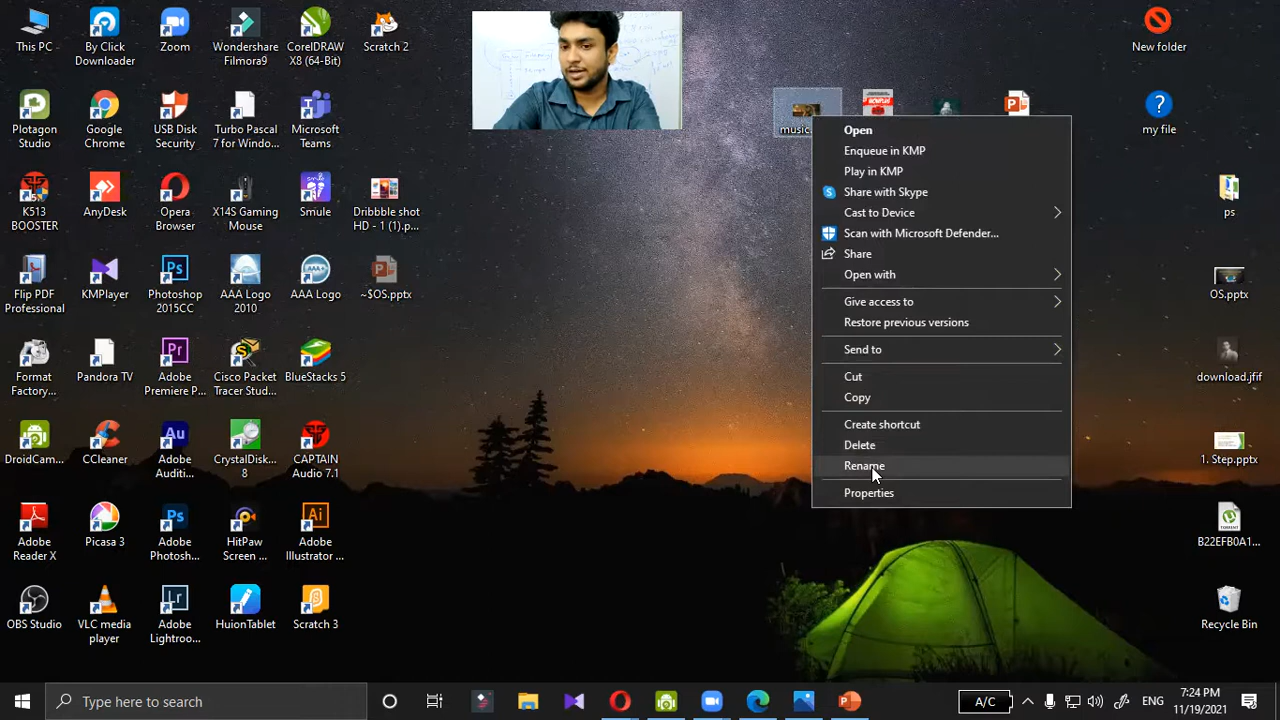 This PC
By Click
Downloader
Zoom
Wondershare
Filmora
CorelDRAW
X8 (64-Bit)
Scratch 2
New folder
Plotagon
Studio
Google
Chrome
USB Disk
Security
Turbo Pascal
7 for Windo...
Microsoft
Teams
music.
my file
K513
BOOSTER
AnyDesk
Opera
Browser
X14S Gaming
Mouse
Smule
Dribbble shot
HD - 1 (1).p...
ps
Flip PDF
Professional
KMPlayer
Photoshop
2015CC
AAA Logo
2010
AAA Logo
~$OS.pptx
OS.pptx
Format
Factory...
Pandora TV
Adobe
Premiere P...
Cisco Packet
Tracer Stud...
BlueStacks 5
download.jfif
DroidCam...
CCleaner
Adobe
Auditi...
CrystalDisk...
8
CAPTAIN
Audio 7.1
1. Step.pptx
Adobe
Reader X
Picasa 3
Adobe
Photosh...
HitPaw
Screen ...
Adobe
Illustrator ...
B22EFB0A1...
OBS Studio
VLC media
player
Adobe
Lightroo...
HuionTablet
Scratch 3
Recycle Bin
Open
Enqueue in KMP
Play in KMP
Share with Skype
Cast to Device
Scan with Microsoft Defender...
Share
Open with
Give access to
Restore previous versions
Send to
Cut
Copy
Create shortcut
Delete
Rename
Properties
Type here to search
A/C
ENG
7:24 PM
11/19/2021